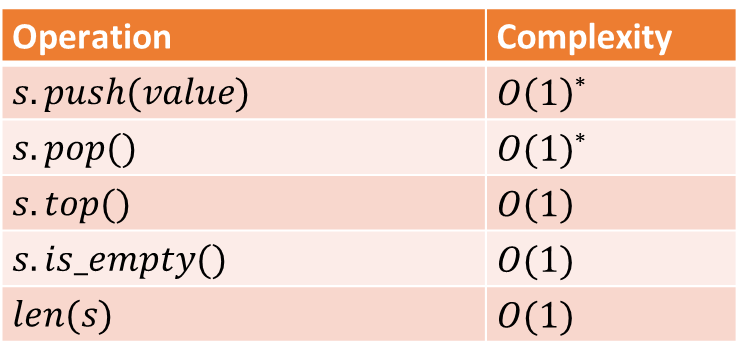 Operation Complexity
s.push(value) O(1)*
s.pop() O(1)*
s.top() O(1)
s.is_empty() O(1)
len(s) O(1)